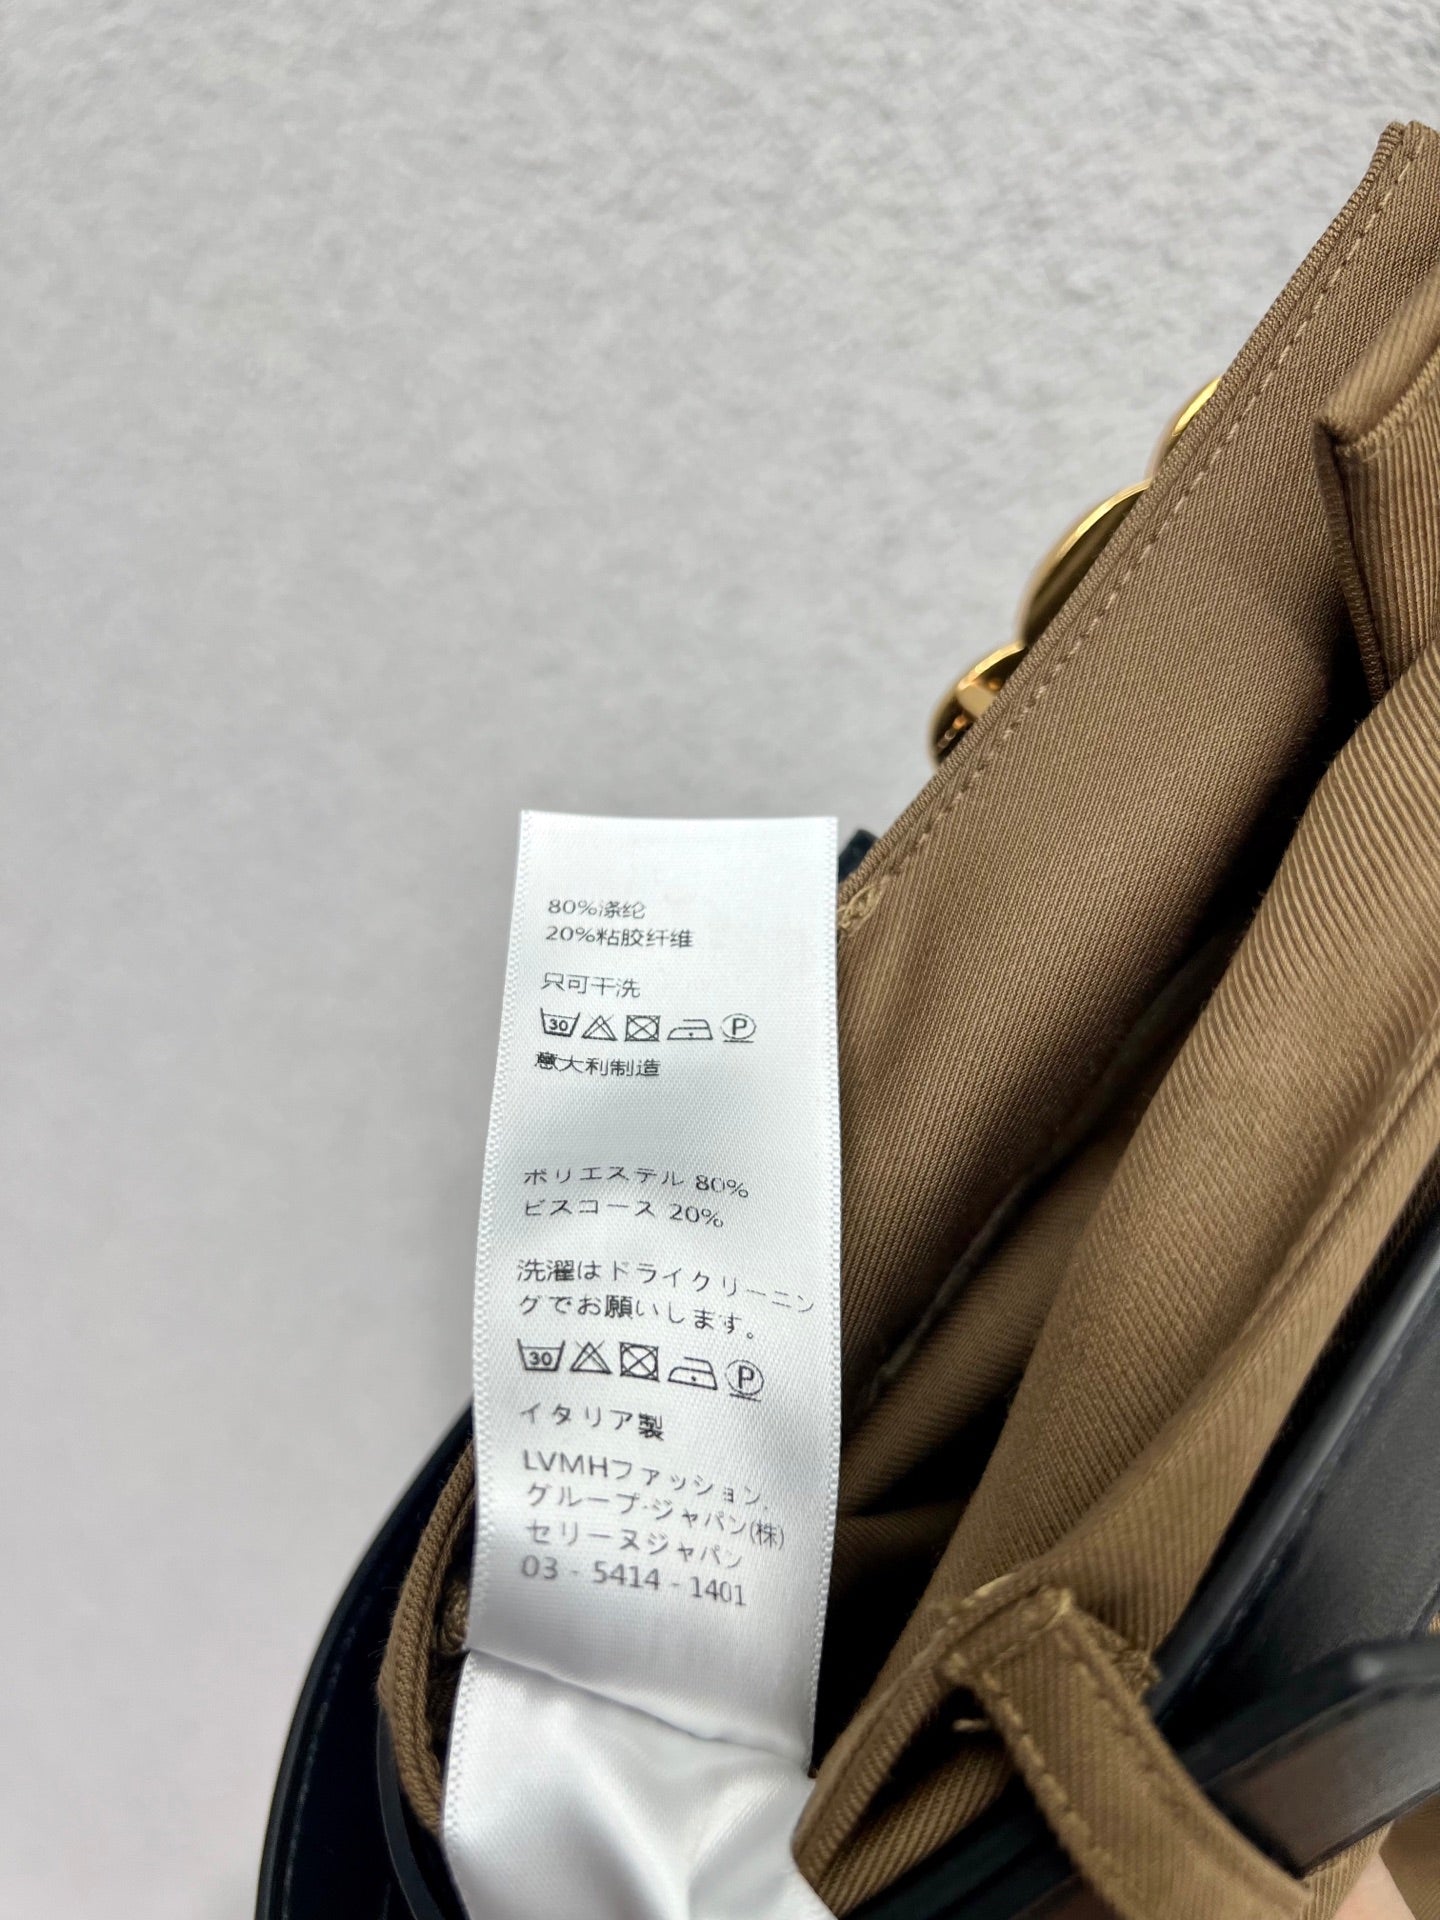 80%涤纶
20%粘胶纤维
只可干洗
30 P
意大利制造
ポリエステル 80%
ビスコース 20%
洗濯はドライクリーニン
グでお願いします。
30 P
イタリア製
LVMHファッション.
グループ·ジャパン(株)
セリーヌジャパン
03 - 5414 - 1401